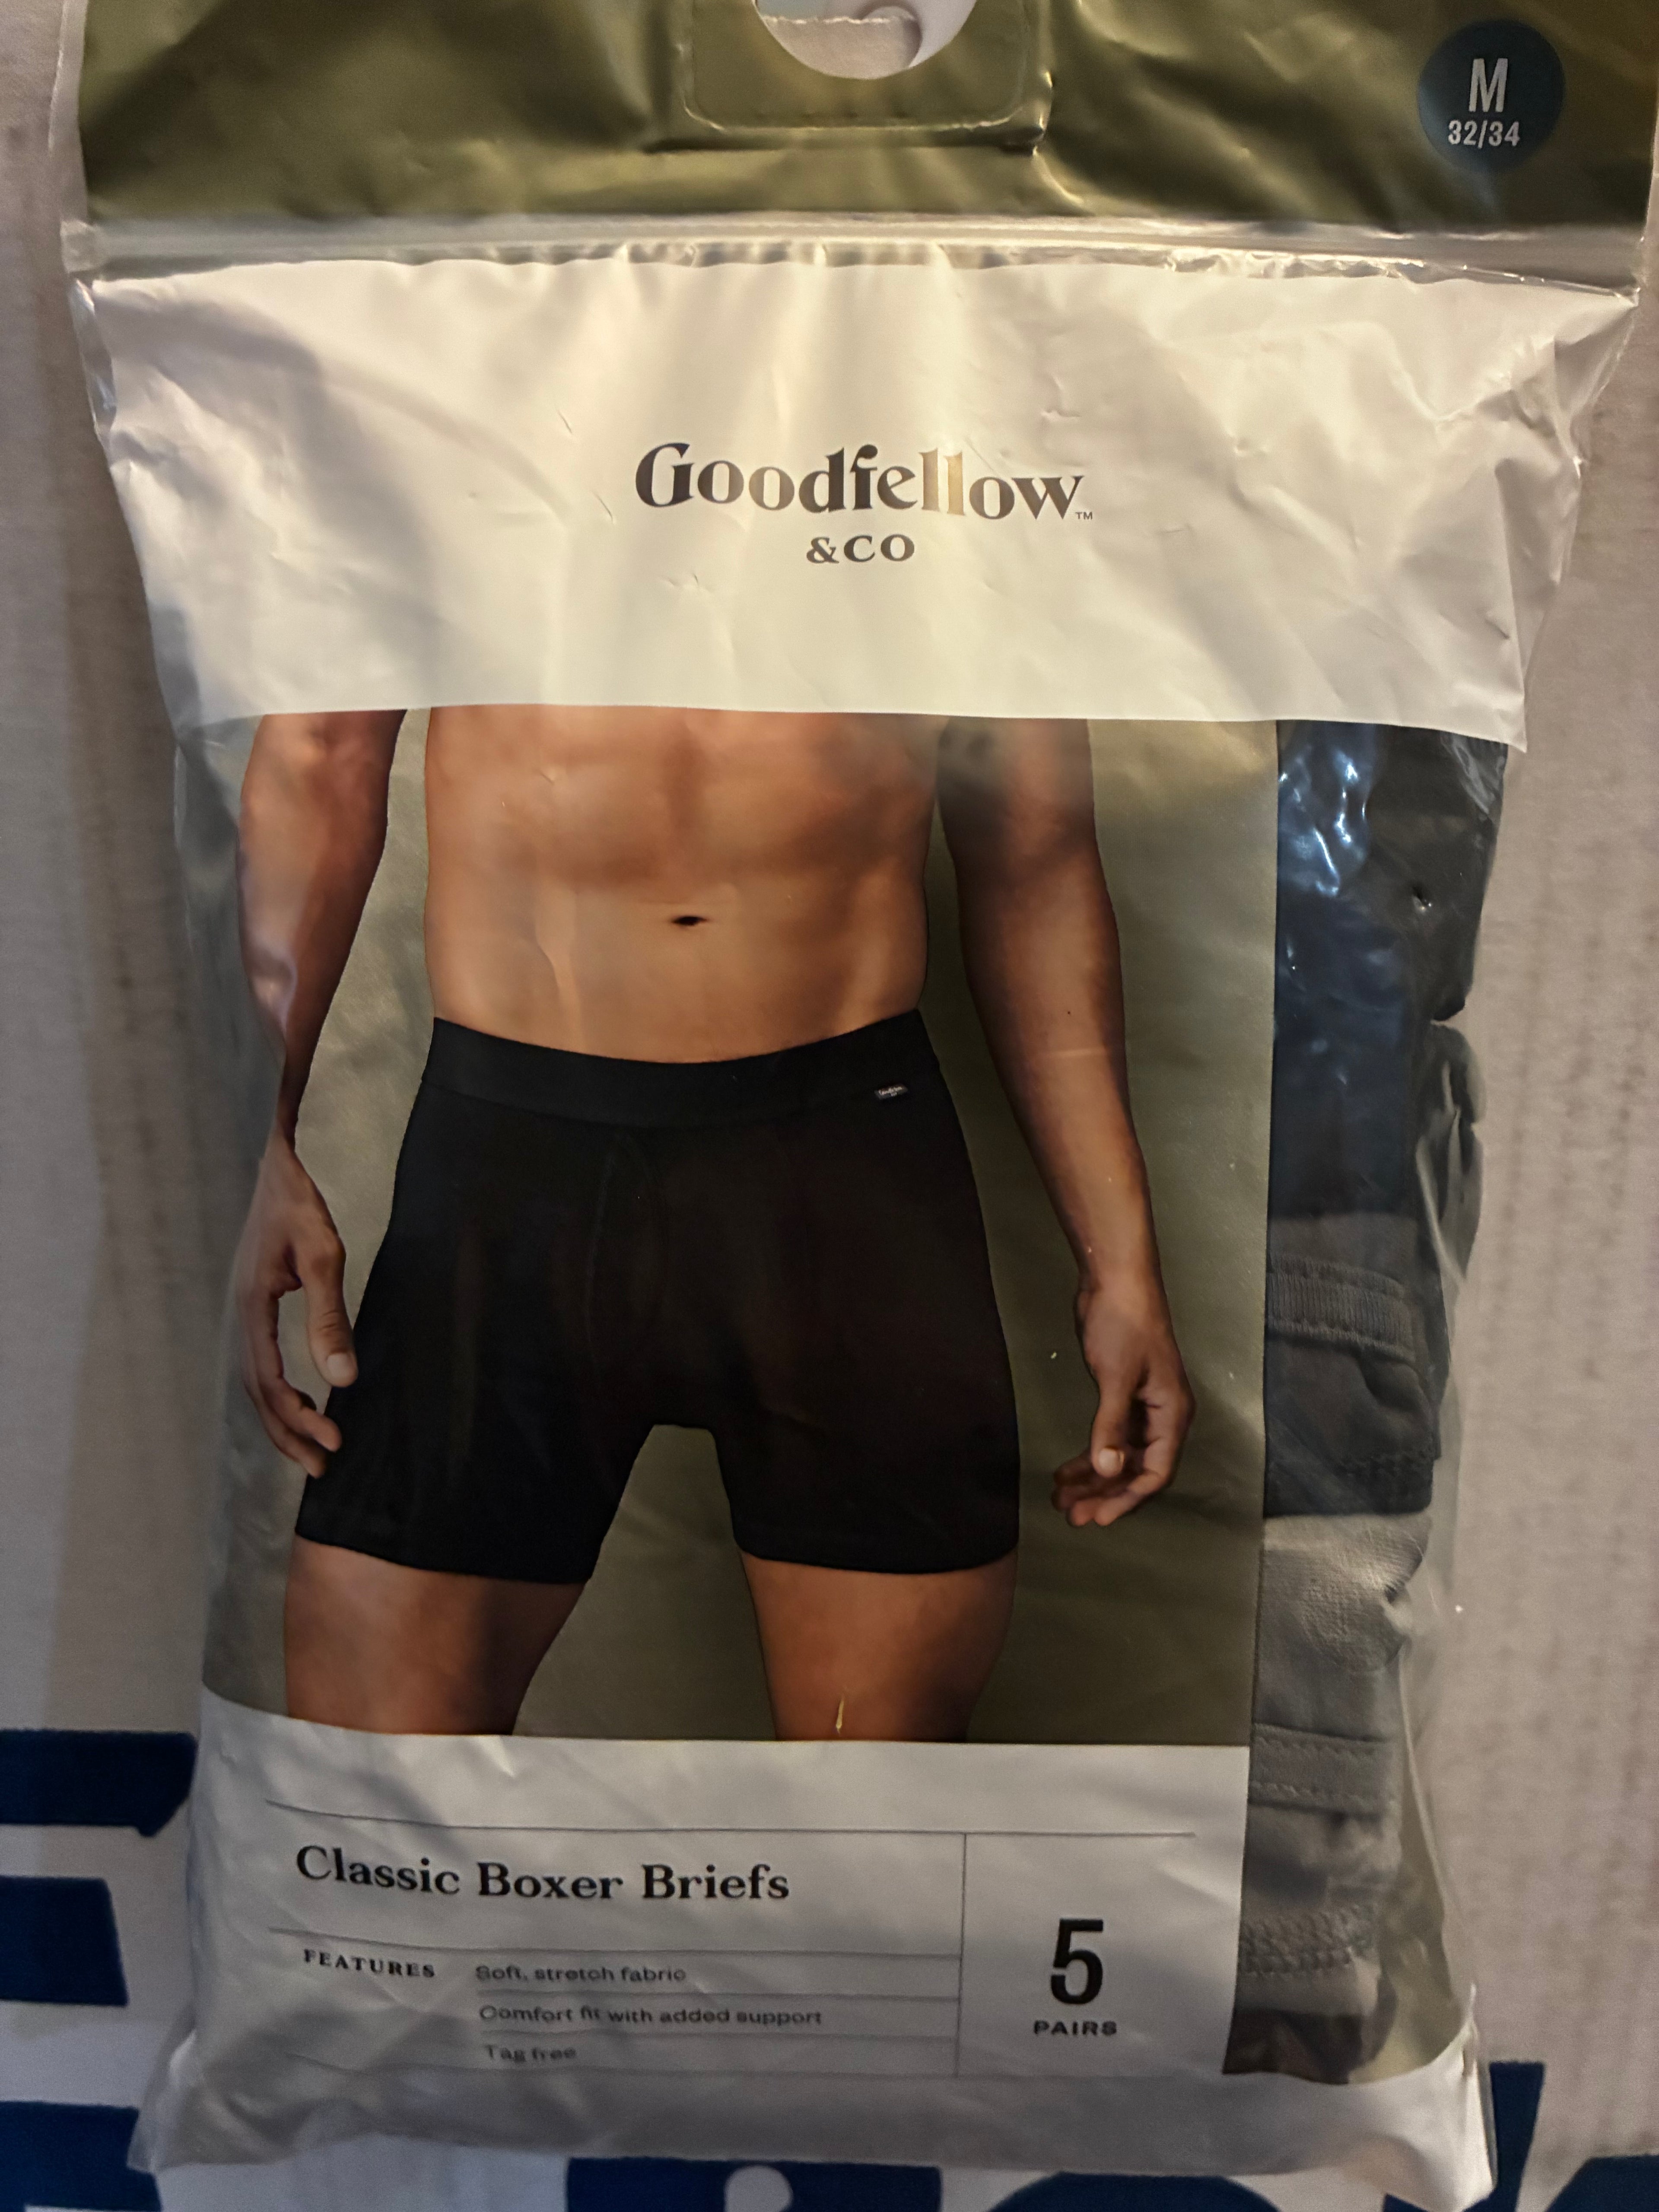 M
32/34
Goodfellow™
&CO
Classic Boxer Briefs
FEATURES
Soft, stretch fabric
Comfort fit with added support
Tag free
5
PAIRS